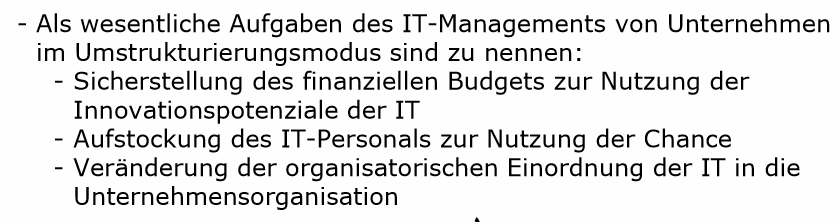 - Als wesentliche Aufgaben des IT-Managements von Unternehmen
im Umstrukturierungsmodus sind zu nennen:
- Sicherstellung des finanziellen Budgets zur Nutzung der
Innovationspotenziale der IT
- Aufstockung des IT-Personals zur Nutzung der Chance
- Veränderung der organisatorischen Einordnung der IT in die
Unternehmensorganisation